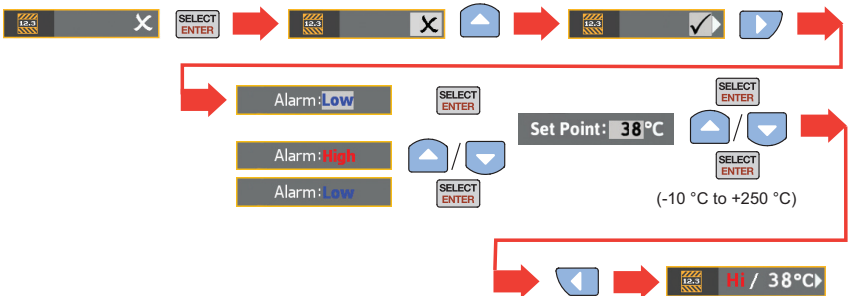 12.3 X SELECT ENTER 12.3 X 12.3 ✓
Alarm:Low SELECT ENTER
SELECT ENTER
Set Point: 38°C
Alarm:High / /
Alarm:Low SELECT ENTER
SELECT ENTER
(-10 °C to +250 °C)
12.3 Hi / 38°C